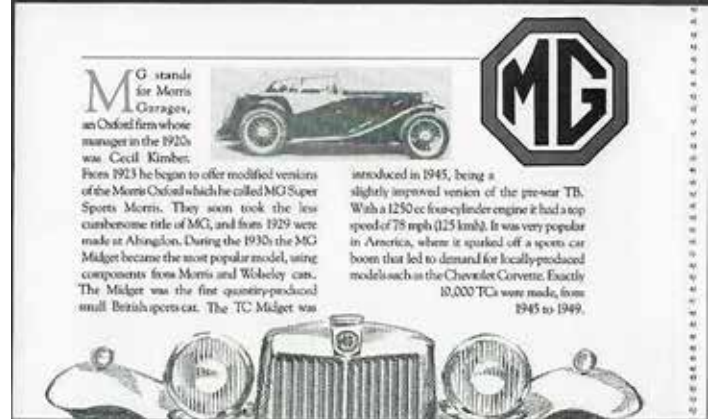 MG stands
for Morris
Garages,
an Oxford firm whose
manager in the 1920s
was Cecil Kimber.
From 1923 he began to offer modified versions
of the Morris Oxford which he called MG Super
Sports Morris. They soon took the less
cumbersome title of MG, and from 1929 were
made at Abingdon. During the 1930s the MG
Midget became the most popular model, using
components from Morris and Wolseley cars.
The Midget was the first quantity-produced
small British sports car. The TC Midget was
MG
introduced in 1945, being a
slightly improved version of the pre-war TB.
With a 1250 cc four-cylinder engine it had a top
speed of 78 mph (125 kmh). It was very popular
in America, where it sparked off a sports car
boom that led to demand for locally-produced
models such as the Chevrolet Corvette. Exactly
10,000 TCs were made, from
1945 to 1949.
MG